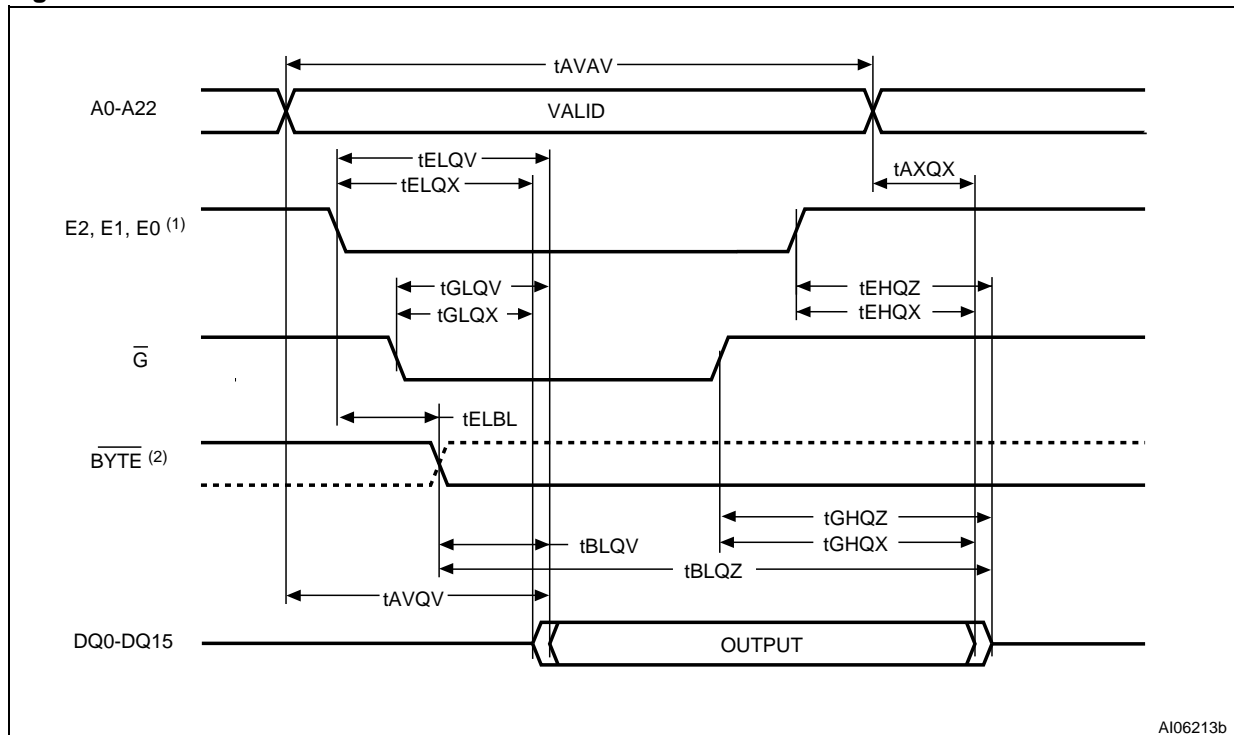 tAVAV
A0-A22
VALID
tELQV
tAXQX
tELQX
E2, E1, E0 (1)
tGLQV
tEHQZ
tGLQX
tEHQX
G
tELBL
BYTE (2)
tGHQZ
tBLQV
tGHQX
tBLQZ
tAVQV
DQ0-DQ15
OUTPUT
AI06213b